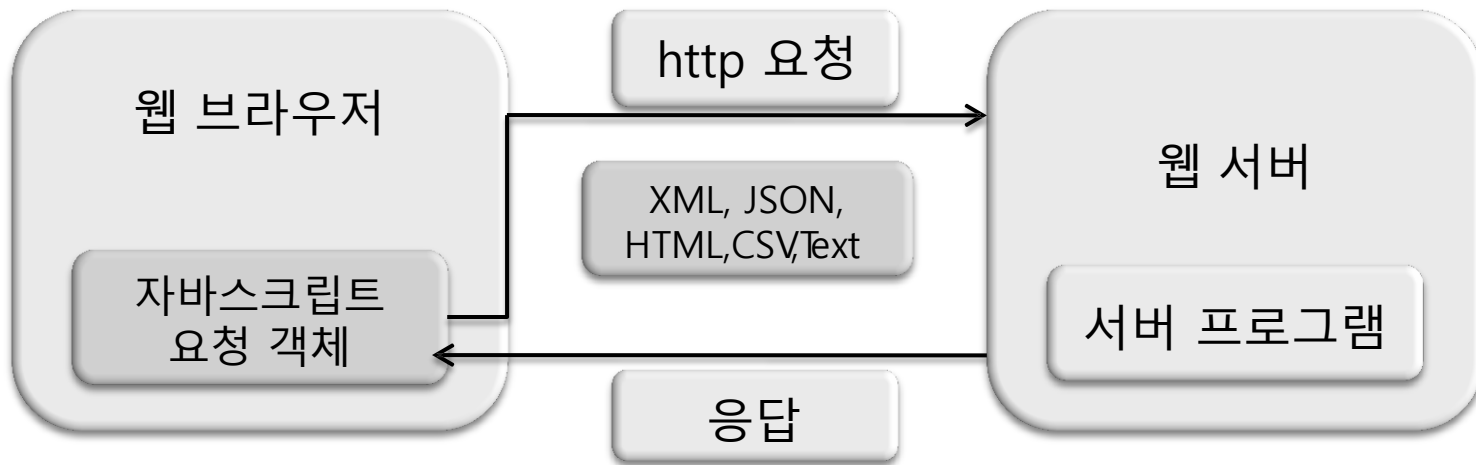 웹 브라우저
자바스크립트
요청 객체
http 요청
XML, JSON,
HTML,CSV,Text
응답
웹 서버
서버 프로그램